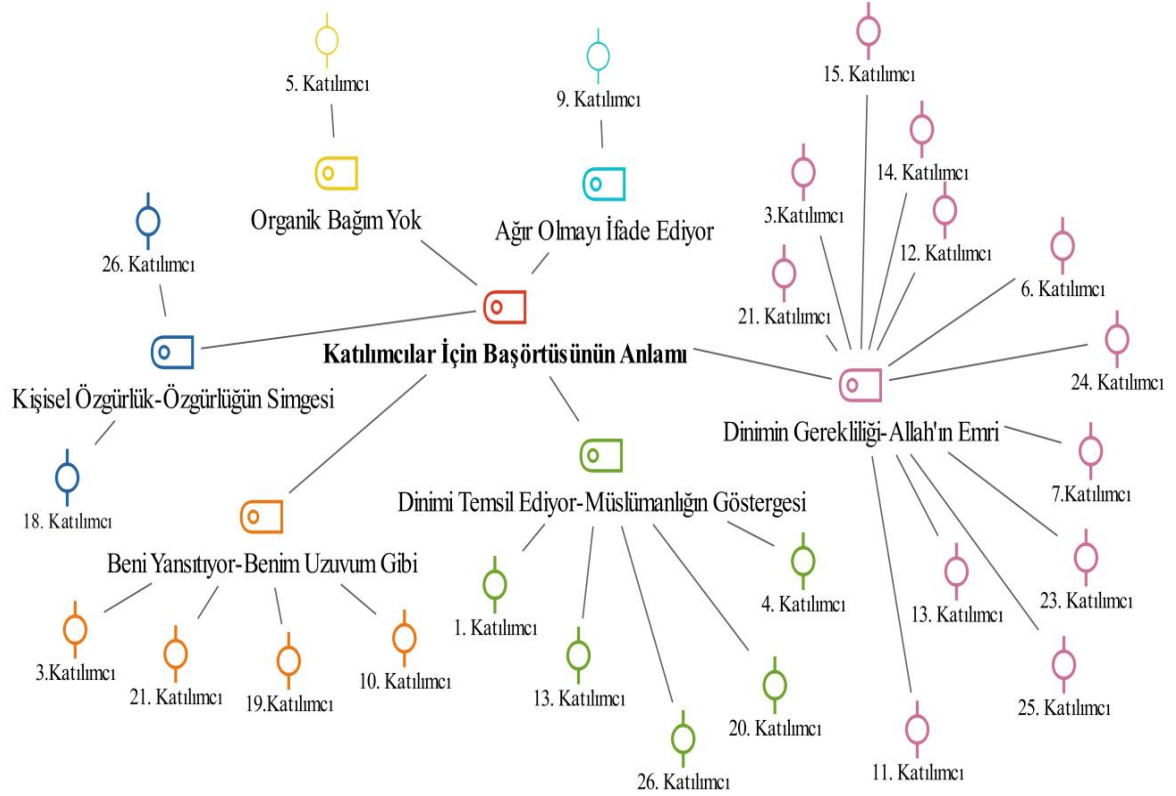 15. Katılımcı
5. Katılımcı
9. Katılımcı
14. Katılımcı
3.Katılımcı
12. Katılımcı
Organik Bağım Yok
Ağır Olmayı İfade Ediyor
26. Katılımcı
6. Katılımcı
21. Katılımcı
Katılımcılar İçin Başörtüsünün Anlamı
24. Katılımcı
Kişisel Özgürlük-Özgürlüğün Simgesi
Dinimin Gerekliliği-Allah'ın Emri
7.Katılımcı
Dinimi Temsil Ediyor-Müslümanlığın Göstergesi
18. Katılımcı
Beni Yansıtıyor-Benim Uzuvum Gibi
4. Katılımcı
13. Katılımcı
23. Katılımcı
1. Katılımcı
3.Katılımcı
21. Katılımcı
19.Katılımcı
10. Katılımcı
13. Katılımcı
20. Katılımcı
25. Katılımcı
26. Katılımcı
11. Katılımcı